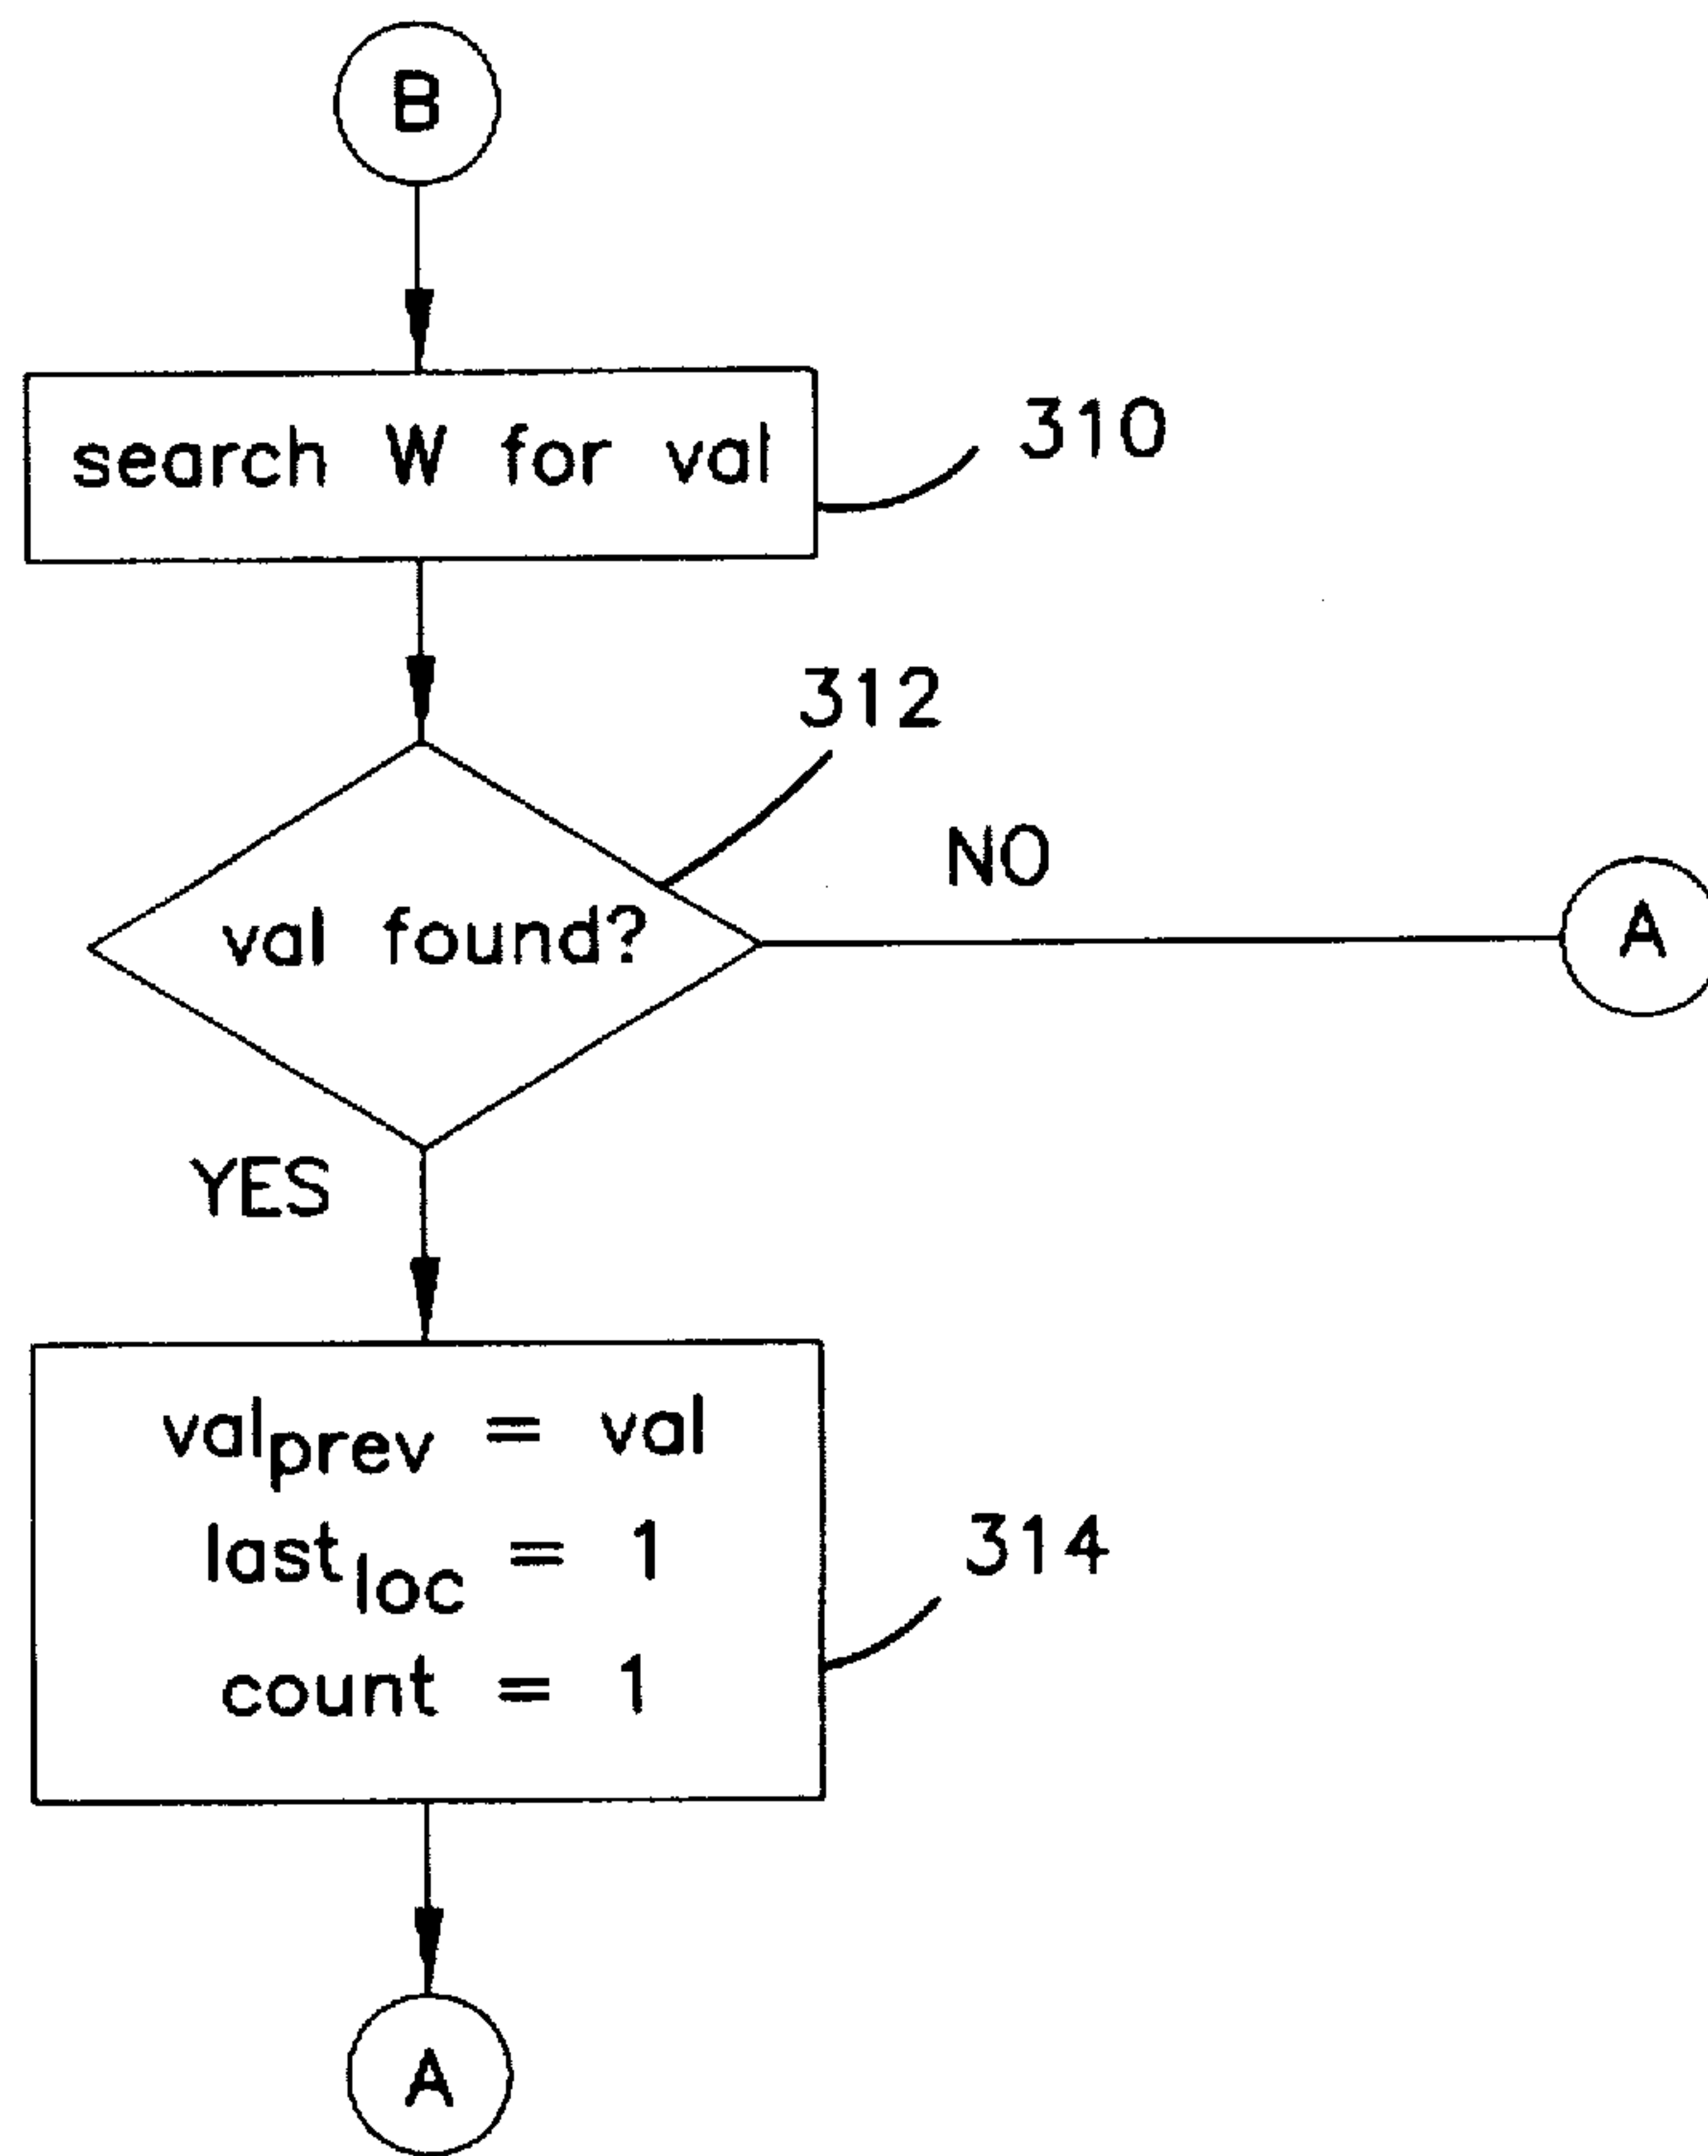 B
search W for val
310
312
NO
val found?
A
YES
valprev = val
lastloc = 1
314
count = 1
A